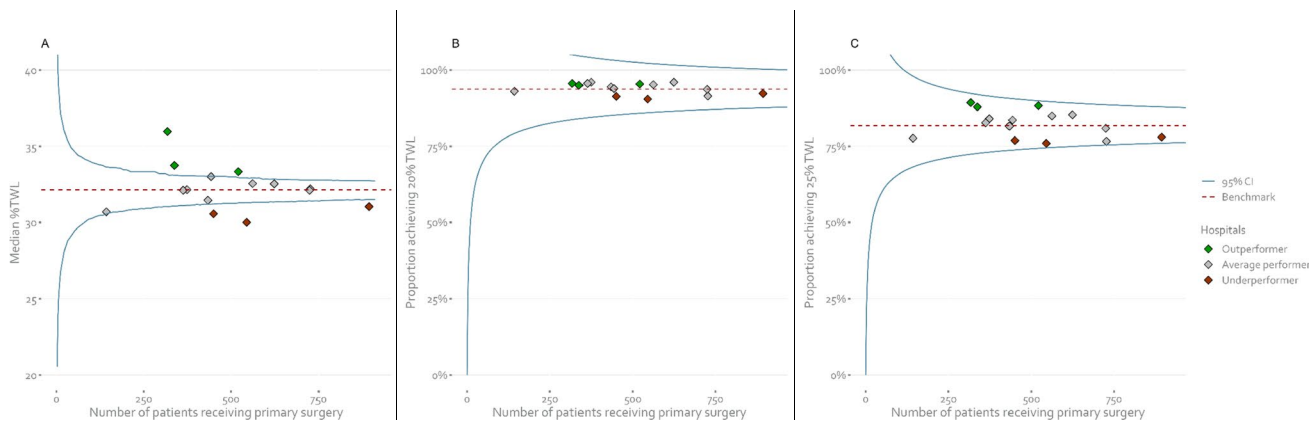 A
40
35
30
25
20
Median %TWL
0
250
500
750
Number of patients receiving primary surgery
B
100%
75%
50%
25%
0%
Proportion achieving 20% TWL
0
250
500
750
Number of patients receiving primary surgery
C
100%
75%
50%
25%
0%
Proportion achieving 25% TWL
0
250
500
750
Number of patients receiving primary surgery
95% CI
Benchmark
Hospitals
Outperformer
Average performer
Underperformer